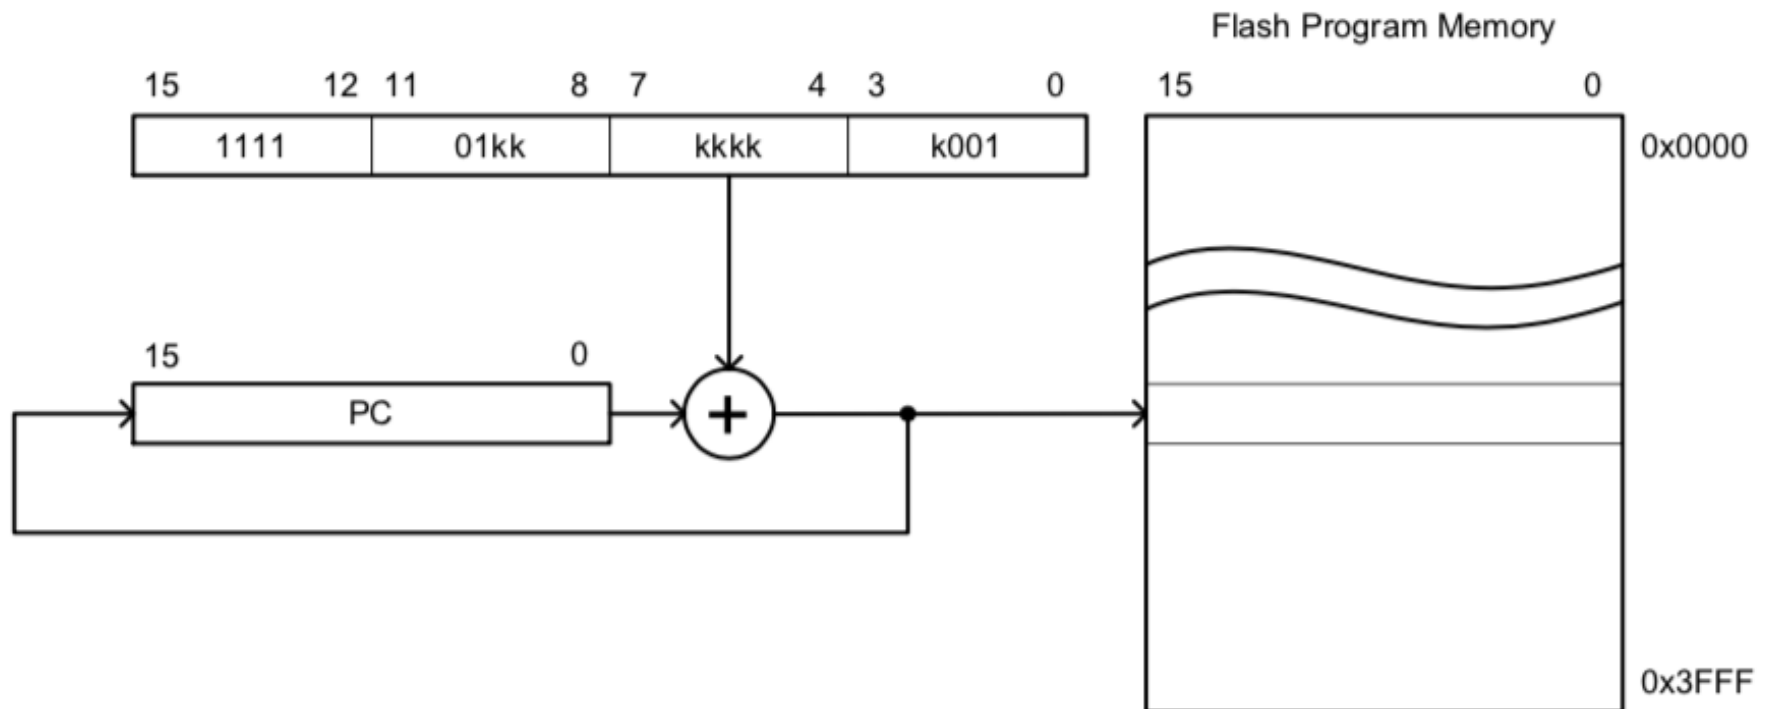 Flash Program Memory
15 12 11 8 7 4 3 0 15 0
1111 01kk kkkk k001 0x0000
15 0
PC +
0x3FFF